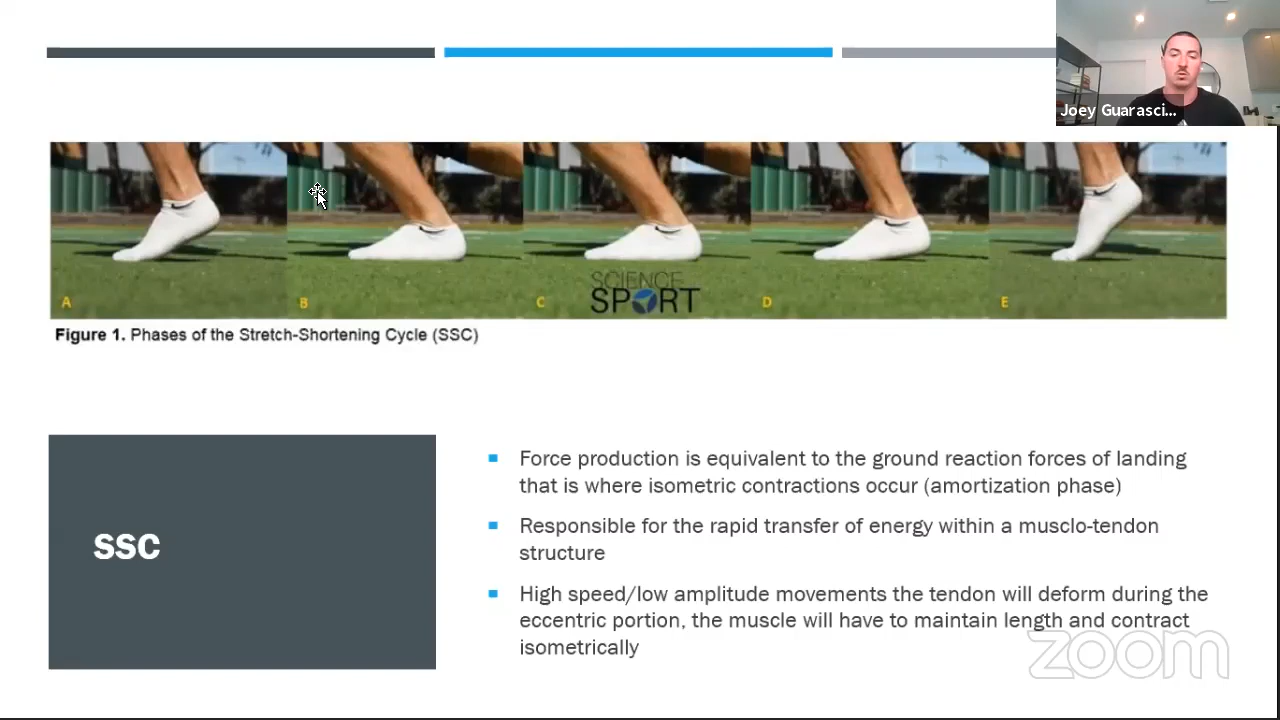 Joey Guarasci...
A
B
C
D
E
SCIENCE
SPORT
Figure 1. Phases of the Stretch-Shortening Cycle (SSC)
SSC
Force production is equivalent to the ground reaction forces of landing
that is where isometric contractions occur (amortization phase)
Responsible for the rapid transfer of energy within a musclo-tendon
structure
High speed/low amplitude movements the tendon will deform during the
eccentric portion, the muscle will have to maintain length and contract
isometrically
zoom